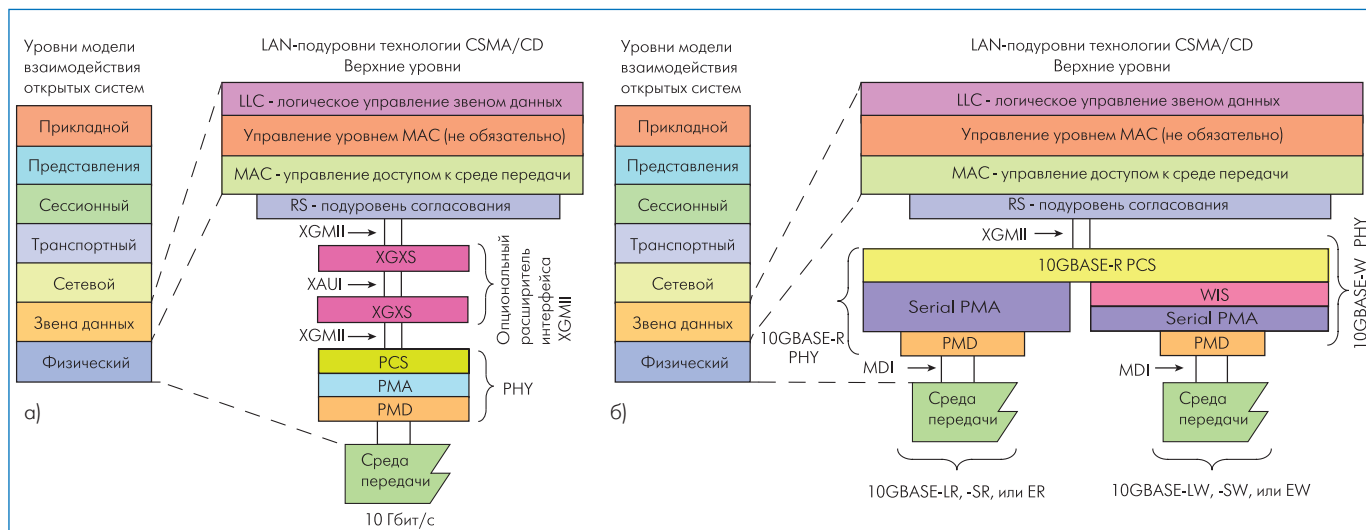 Уровни модели
взаимодействия
открытых систем
Прикладной
Представления
Сессионный
Транспортный
Сетевой
Звена данных
Физический
а)
LAN-подуровни технологии CSMA/CD
Верхние уровни
LLC - логическое управление звеном данных
Управление уровнем MAC (не обязательно)
MAC - управление доступом к среде передачи
RS - подуровень согласования
XGMII
XGXS
XAUI
XGXS
XGMII
Опциональный
расширитель
интерфейса
XGMII
PCS
PMA
PMD
PHY
Среда
передачи
10 Гбит/с
Уровни модели
взаимодействия
открытых систем
Прикладной
Представления
Сессионный
Транспортный
Сетевой
Звена данных
Физический
б)
LAN-подуровни технологии CSMA/CD
Верхние уровни
LLC - логическое управление звеном данных
Управление уровнем MAC (не обязательно)
MAC - управление доступом к среде передачи
RS - подуровень согласования
XGMII
10GBASE-R PCS
Serial PMA
WIS
Serial PMA
PMD
PMD
10GBASE-R
PHY
10GBASE-W PHY
MDI
MDI
Среда
передачи
Среда
передачи
10GBASE-LR, -SR, или ER
10GBASE-LW, -SW, или EW